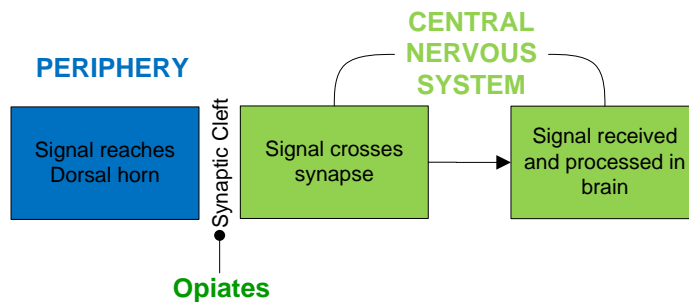 CENTRAL
NERVOUS
SYSTEM
PERIPHERY
Signal reaches
Dorsal horn
Synaptic Cleft
Signal crosses
synapse
Signal received
and processed in
brain
Opiates